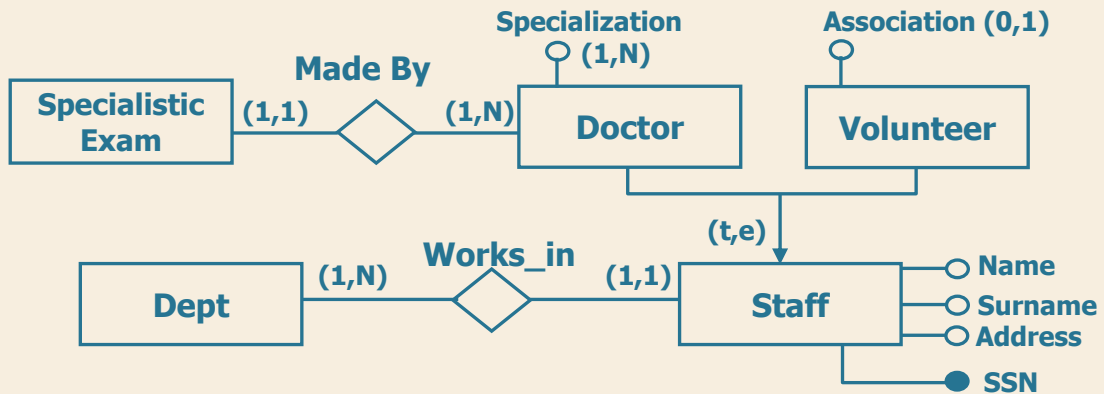 Specialization
(1,N)
Association (0,1)
Made By
Specialistic
Exam
(1,1)
(1,N)
Doctor
Volunteer
(t,e)
Works_in
Dept
(1,N)
(1,1)
Staff
Name
Surname
Address
SSN